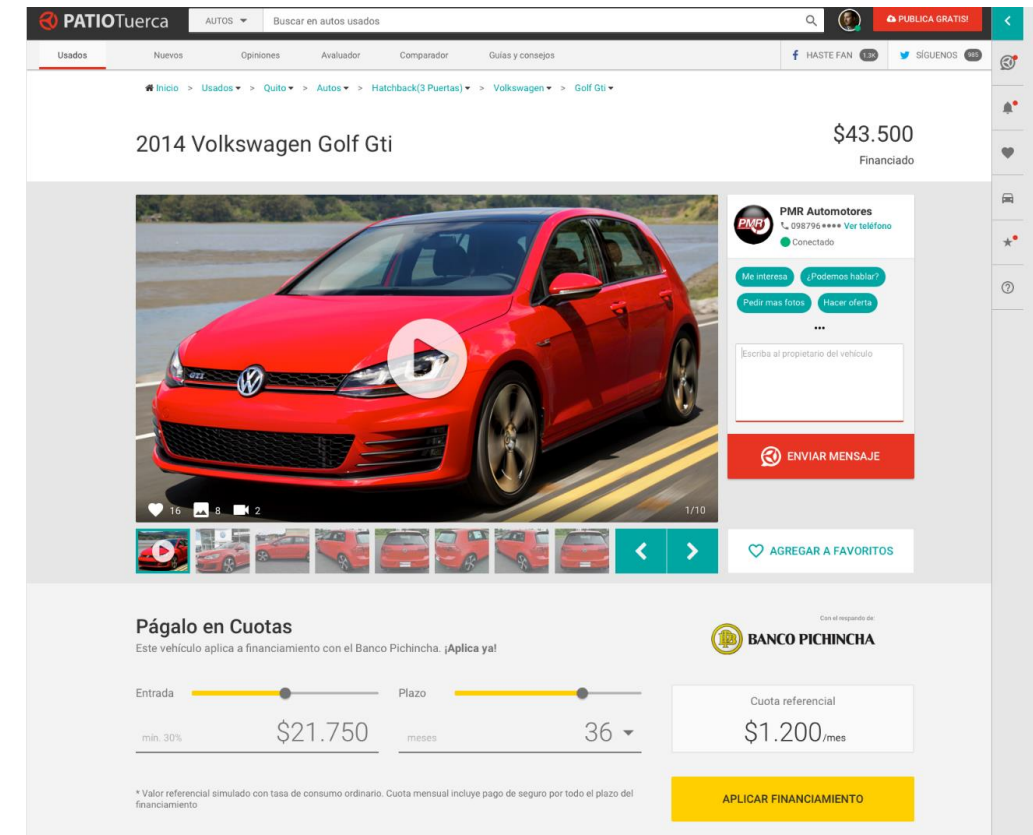 PATIOTuerca
AUTOS
Buscar en autos usados
PUBLICA GRATIS!
Usados
Nuevos
Opiniones
Avaluador
Comparador
Guías y consejos
HASTE FAN 1.3K
SÍGUENOS 985
Inicio > Usados > Quito > Autos > Hatchback(3 Puertas) > Volkswagen > Golf Gti
2014 Volkswagen Golf Gti
$43.500
Financiado
GTI
PMR
PMR Automotores
098796**** Ver teléfono
Conectado
Me interesa
¿Podemos hablar?
Pedir mas fotos
Hacer oferta
...
Escriba al propietario del vehículo
ENVIAR MENSAJE
16
8
2
1/10
AGREGAR A FAVORITOS
Págalo en Cuotas
Este vehículo aplica a financiamiento con el Banco Pichincha. ¡Aplica ya!
Con el respando de:
BANCO PICHINCHA
Entrada
Plazo
mín. 30%
$21.750
meses
36
Cuota referencial
$1.200/mes
* Valor referencial simulado con tasa de consumo ordinario. Cuota mensual incluye pago de seguro por todo el plazo del
financiamiento
APLICAR FINANCIAMIENTO